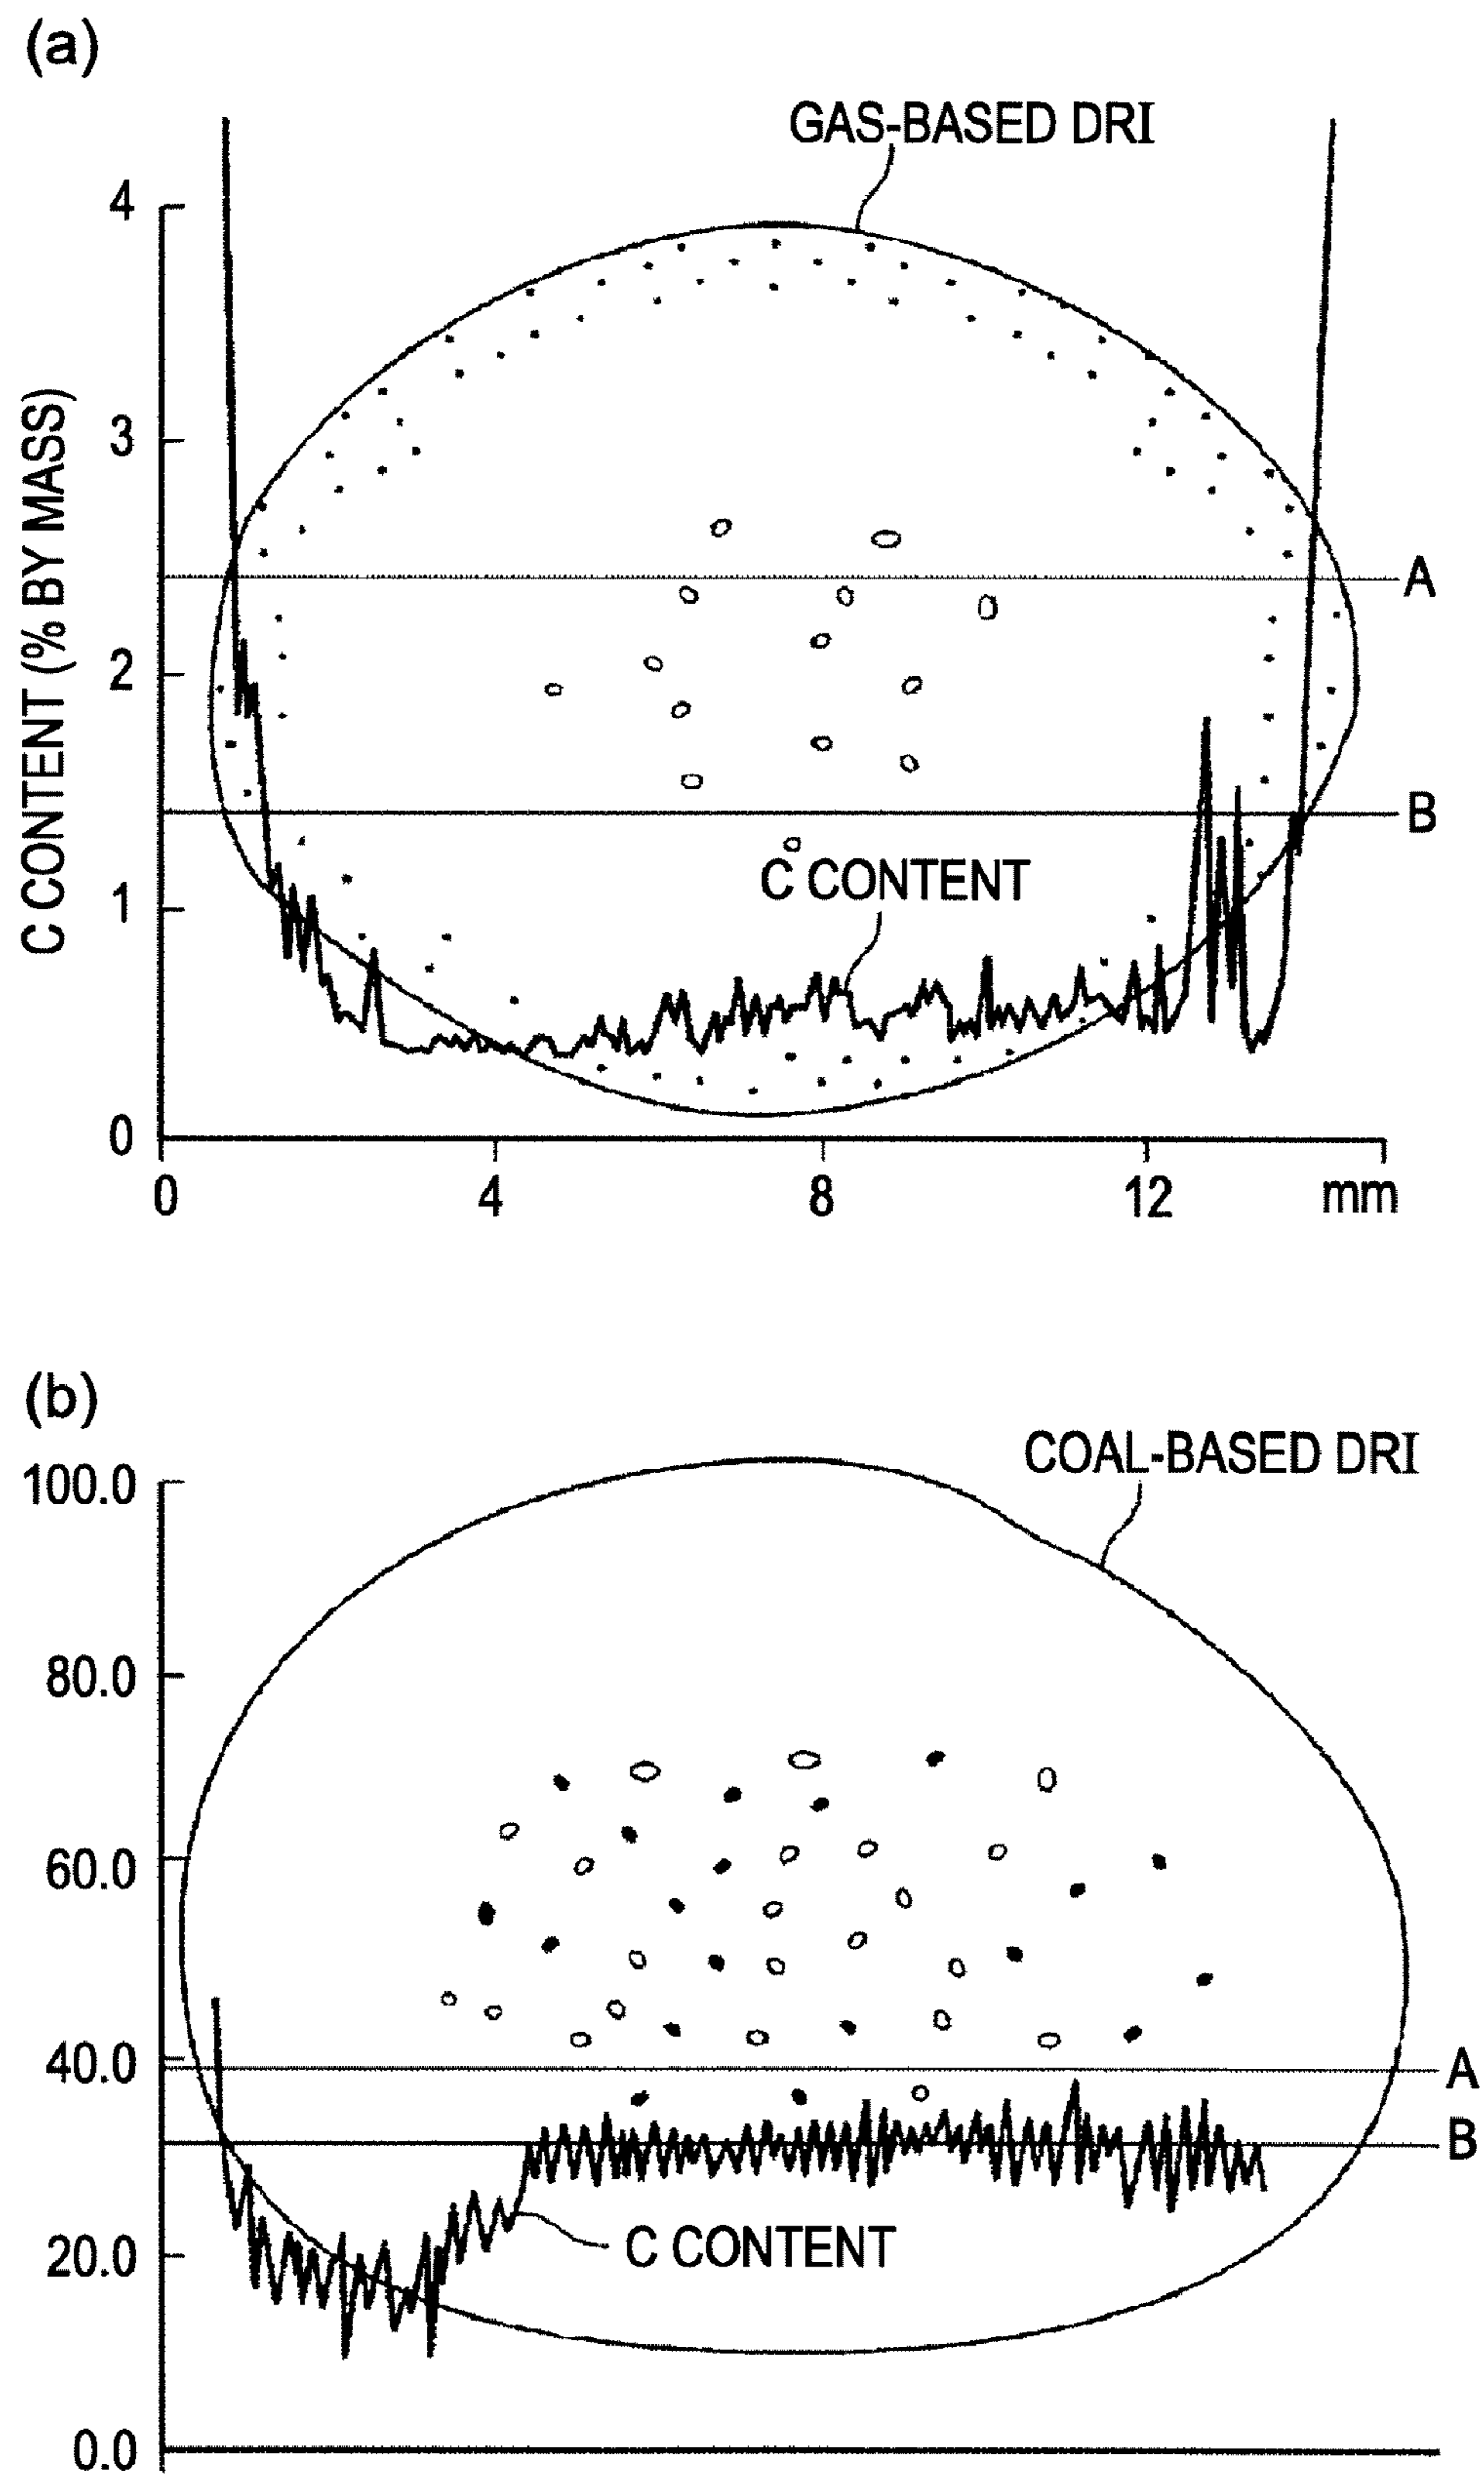 (a)
GAS-BASED DRI
4
3
2
1
0
C CONTENT (% BY MASS)
A
B
C CONTENT
0 4 8 12 mm
(b)
COAL-BASED DRI
100.0
80.0
60.0
40.0
20.0
0.0
A
B
C CONTENT